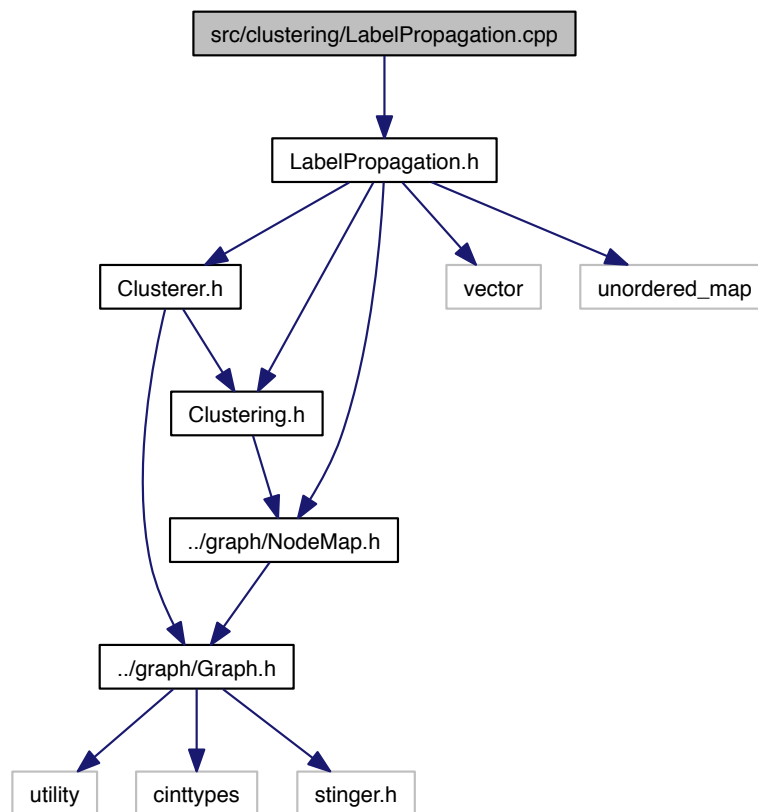 src/clustering/LabelPropagation.cpp
LabelPropagation.h
Clusterer.h
vector
unordered_map
Clustering.h
../graph/NodeMap.h
../graph/Graph.h
utility
cinttypes
stinger.h